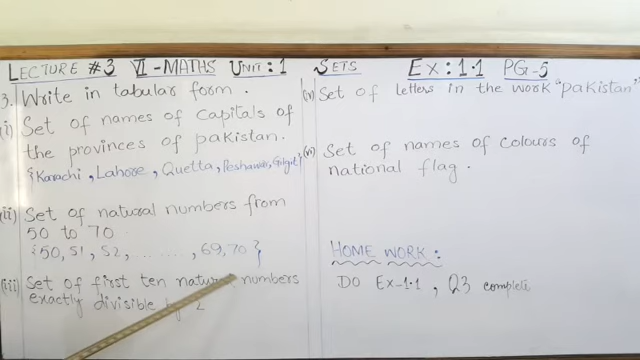 LECTURE #3 VI-MATHS UNIT:1 SETS EX:1.1 PG-5
3. Write in tabular form.
(i) Set of names of capitals of
the provinces of pakistan.
{Karachi, Lahore, Quetta, Peshawar, Gilgit}
(ii) Set of natural numbers from
50 to 70.
{50, 51, 52, ......., 69, 70}
(iii) Set of first ten natural numbers
exactly divisible by 2
(v) Set of letters in the work "pakistan"
(vi) Set of names of colours of
national flag.
HOME WORK:
DO Ex-1.1, Q3 complete